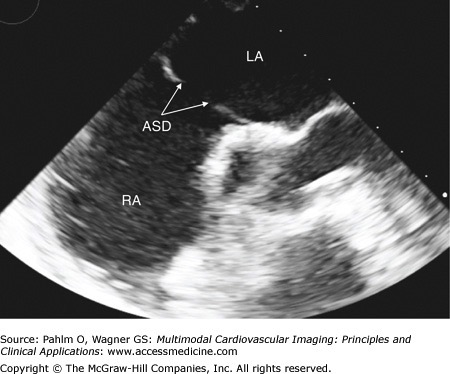 LA
ASD
RA
Source: Pahlm O, Wagner GS: Multimodal Cardiovascular Imaging: Principles and
Clinical Applications: www.accessmedicine.com
Copyright © The McGraw-Hill Companies, Inc. All rights reserved.